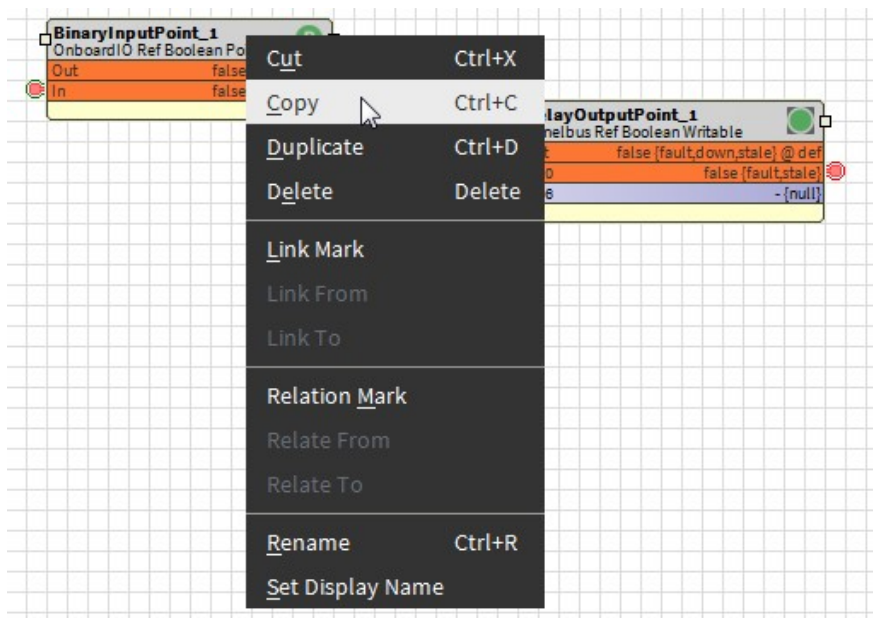 BinaryInputPoint_1
OnboardIO Ref Boolean Po
Out false
In false
Cut Ctrl+X
Copy Ctrl+C
Duplicate Ctrl+D
Delete Delete
Link Mark
Link From
Link To
Relation Mark
Relate From
Relate To
Rename Ctrl+R
Set Display Name
layOutputPoint_1
nelbus Ref Boolean Writable
t false {fault,down,stale} @ def
0 false {fault,stale}
- {null}